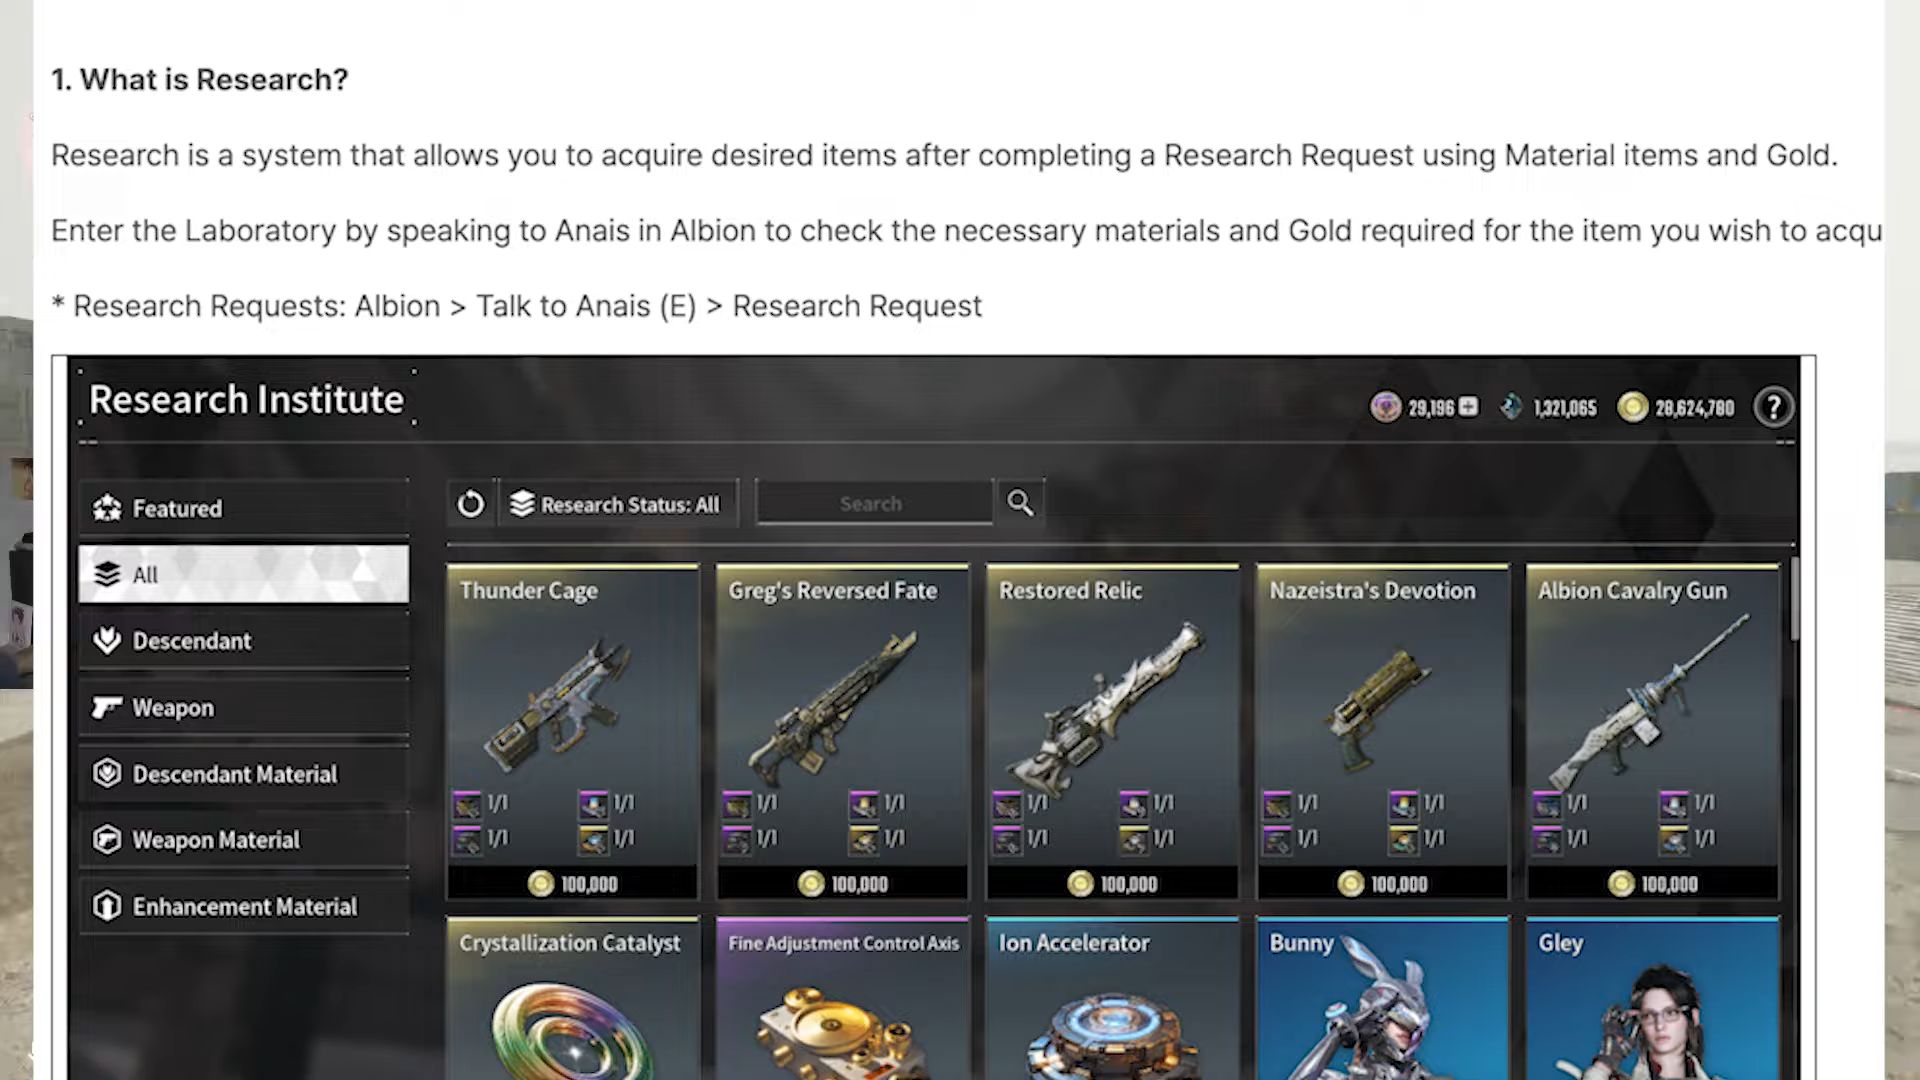 1. What is Research?
Research is a system that allows you to acquire desired items after completing a Research Request using Material items and Gold.
Enter the Laboratory by speaking to Anais in Albion to check the necessary materials and Gold required for the item you wish to acqu
* Research Requests: Albion > Talk to Anais (E) > Research Request
Research Institute
29,196
1,321,065
28,624,780
?
Featured
Research Status: All
Search
All
Descendant
Weapon
Descendant Material
Weapon Material
Enhancement Material
Thunder Cage
Greg's Reversed Fate
Restored Relic
Nazeistra's Devotion
Albion Cavalry Gun
1/1 1/1 1/1 1/1 1/1 1/1 1/1 1/1 1/1 1/1
1/1 1/1 1/1 1/1 1/1 1/1 1/1 1/1 1/1 1/1
100,000 100,000 100,000 100,000 100,000
Crystallization Catalyst
Fine Adjustment Control Axis
Ion Accelerator
Bunny
Gley